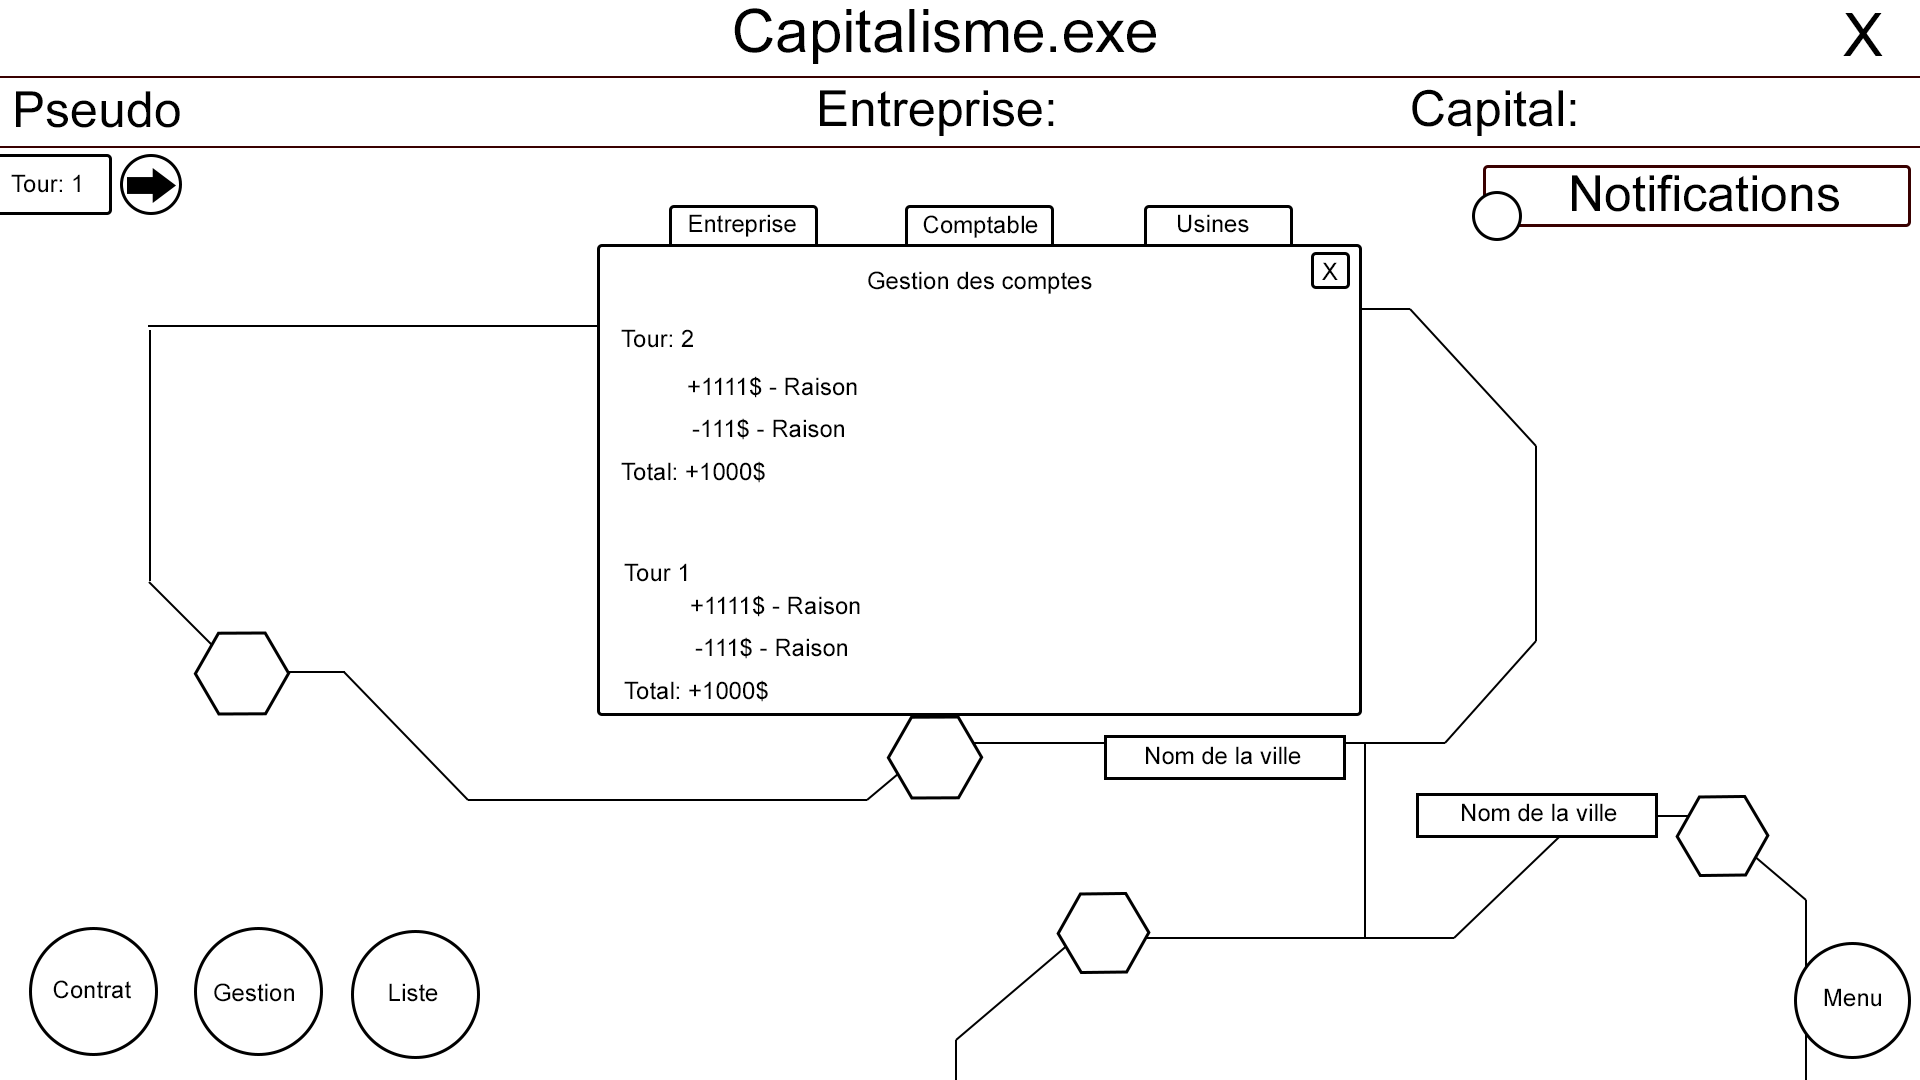 Capitalisme.exe
X
Pseudo
Entreprise:
Capital:
Tour: 1
Notifications
Entreprise
Comptable
Usines
Gestion des comptes
X
Tour: 2
+1111$ - Raison
-111$ - Raison
Total: +1000$
Tour 1
+1111$ - Raison
-111$ - Raison
Total: +1000$
Nom de la ville
Nom de la ville
Contrat
Gestion
Liste
Menu